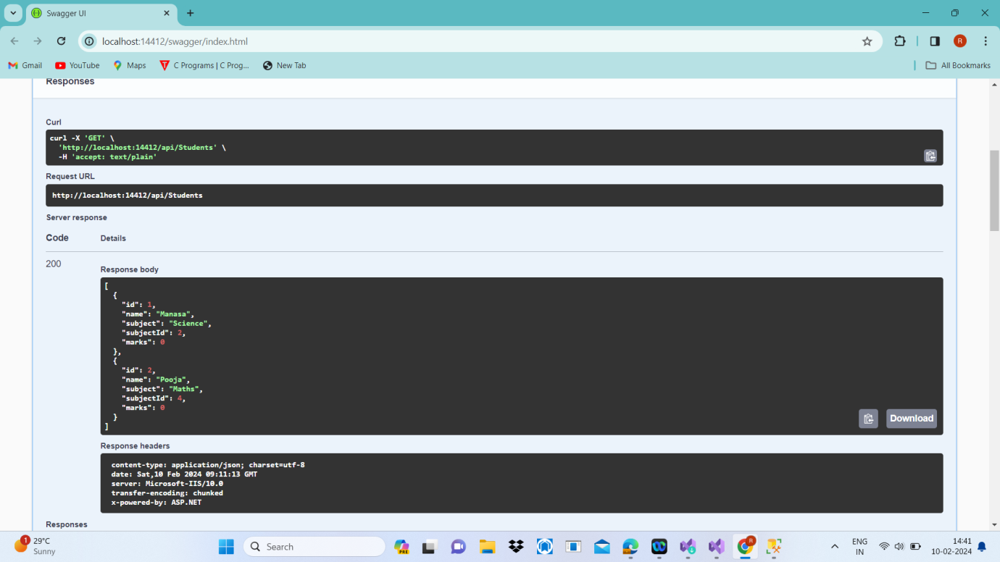 Swagger UI
localhost:14412/swagger/index.html
R
Gmail
YouTube
Maps
C Programs | C Prog...
New Tab
All Bookmarks
Responses
Curl
curl -X 'GET' \
'http://localhost:14412/api/Students' \
-H 'accept: text/plain'
Request URL
http://localhost:14412/api/Students
Server response
Code Details
200
Response body
[
{
"id": 1,
"name": "Manasa",
"subject": "Science",
"subjectId": 2,
"marks": 0
},
{
"id": 2,
"name": "Pooja",
"subject": "Maths",
"subjectId": 4,
"marks": 0
}
]
Download
Response headers
content-type: application/json; charset=utf-8
date: Sat,10 Feb 2024 09:11:13 GMT
server: Microsoft-IIS/10.0
transfer-encoding: chunked
x-powered-by: ASP.NET
Responses
1
29°C
Sunny
Search
PRE
R
ENG
IN
14:41
10-02-2024